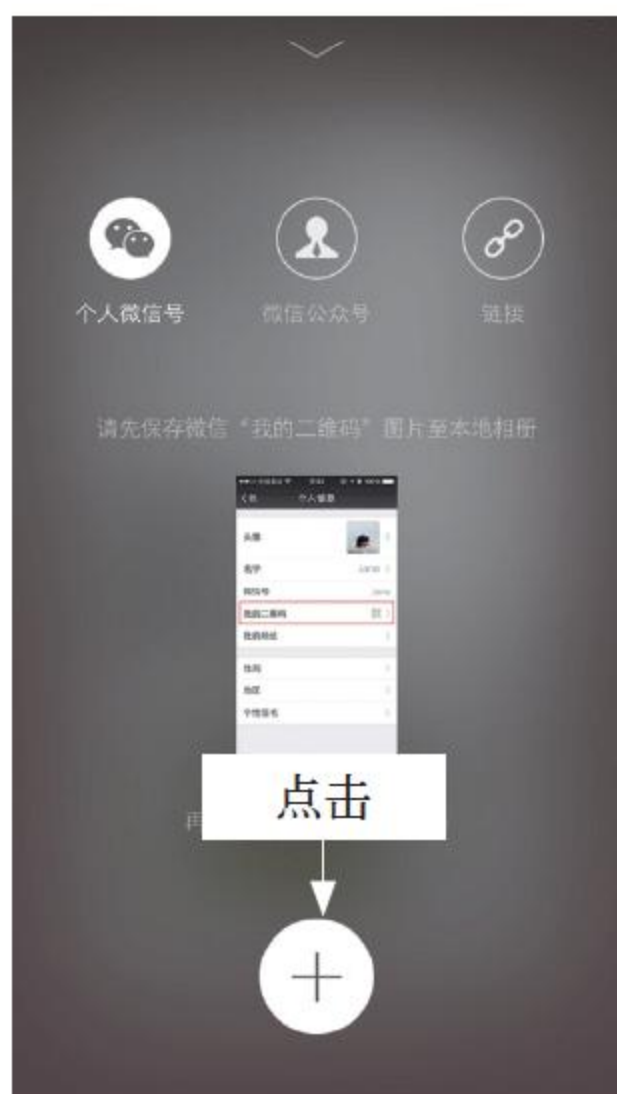 个人微信号
微信公众号
链接
请先保存微信“我的二维码”图片至本地相册
个人信息
头像
名字
微信号
我的二维码
我的地址
性别
地区
个性签名
点击
再